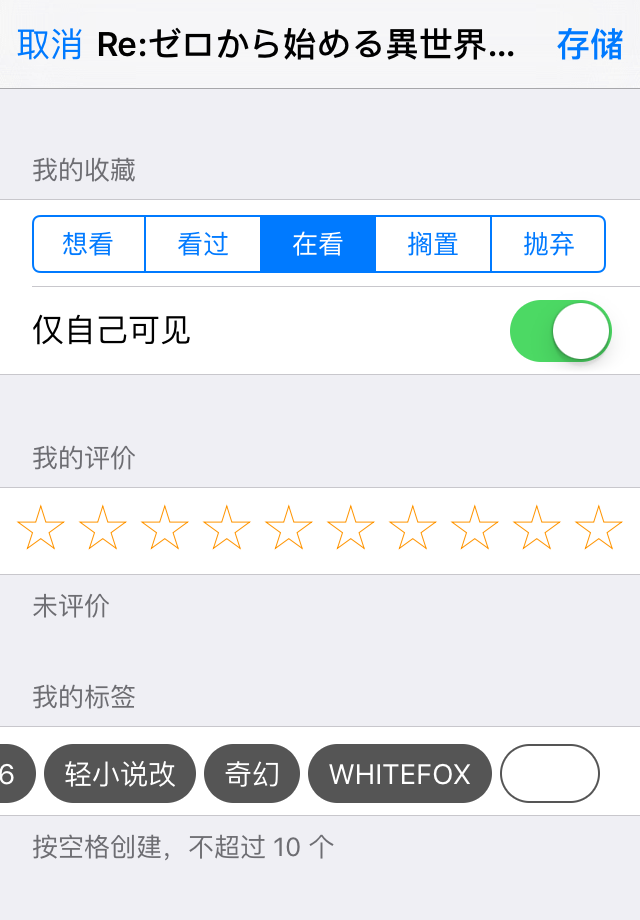 取消 Re:ゼロから始める異世界... 存储
我的收藏
想看 看过 在看 搁置 抛弃
仅自己可见
我的评价
未评价
我的标签
6 轻小说改 奇幻 WHITEFOX
按空格创建，不超过 10 个